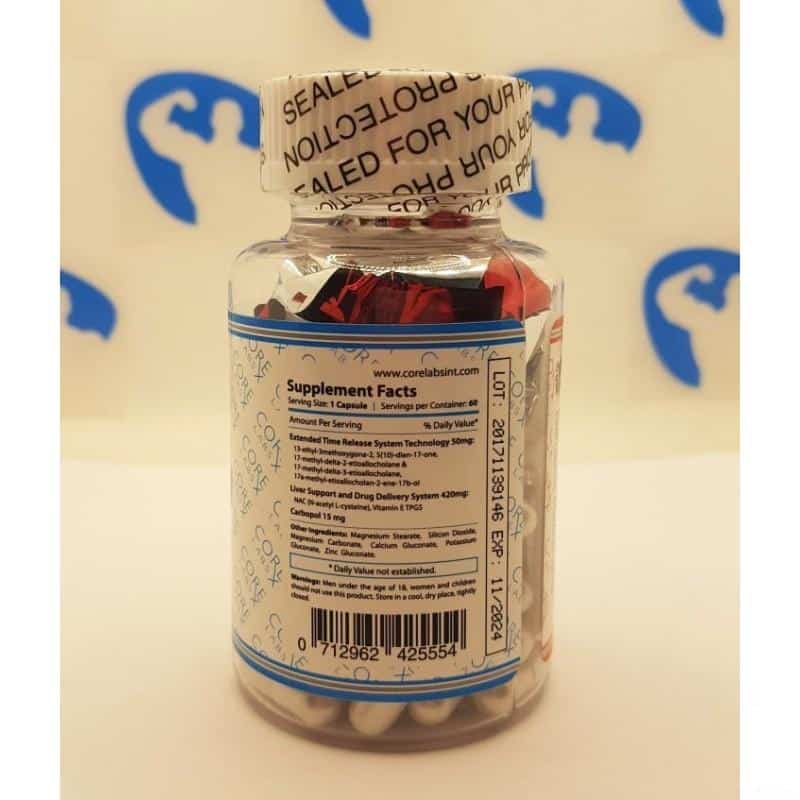 SEALED
PROTECTION
SEALED FOR YOUR PR
YOUR PRO
FOR YOUR
www.corelabsint.com
Supplement Facts
Serving Size: 1 Capsule | Servings per Container: 60
Amount Per Serving % Daily Value*
Extended Time Release System Technology 50mg:
13-ethyl-3methoxygona-2, 5(10)-dien-17-one,
17-methyl-delta-2-etioallocholane &
17-methyl-delta-3-etioallocholane,
17a-methyl-etioallocholan-2-ene-17b-ol
Liver Support and Drug Delivery System 420mg:
NAC (N-acetyl L-cysteine), Vitamin E TPGS
Carbopol 15 mg
Other Ingredients: Magnesium Stearate, Silicon Dioxide,
Magnesium Carbonate, Calcium Gluconate, Potassium
Gluconate, Zinc Gluconate.
* Daily Value not established.
Warnings: Men under the age of 18, women and children
should not use this product. Store in a cool, dry place, tightly
closed.
0 712962 425554
LOT: 20171139146 EXP: 11/2024
CORE LABS X